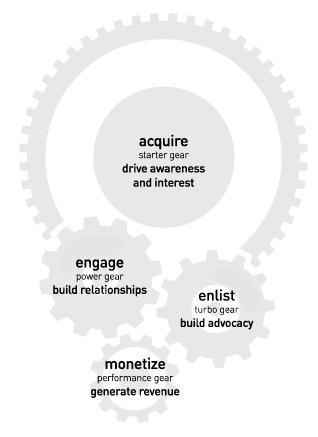 acquire
starter gear
drive awareness
and interest
engage
power gear
build relationships
enlist
turbo gear
build advocacy
monetize
performance gear
generate revenue